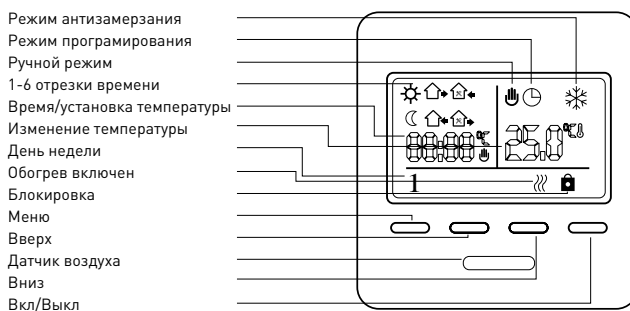 Режим антизамерзания
Режим програмирования
Ручной режим
1-6 отрезки времени
Время/установка температуры
Изменение температуры
День недели
Обогрев включен
Блокировка
Меню
Вверх
Датчик воздуха
Вниз
Вкл/Выкл
88:88 °C
25.0 °C
1